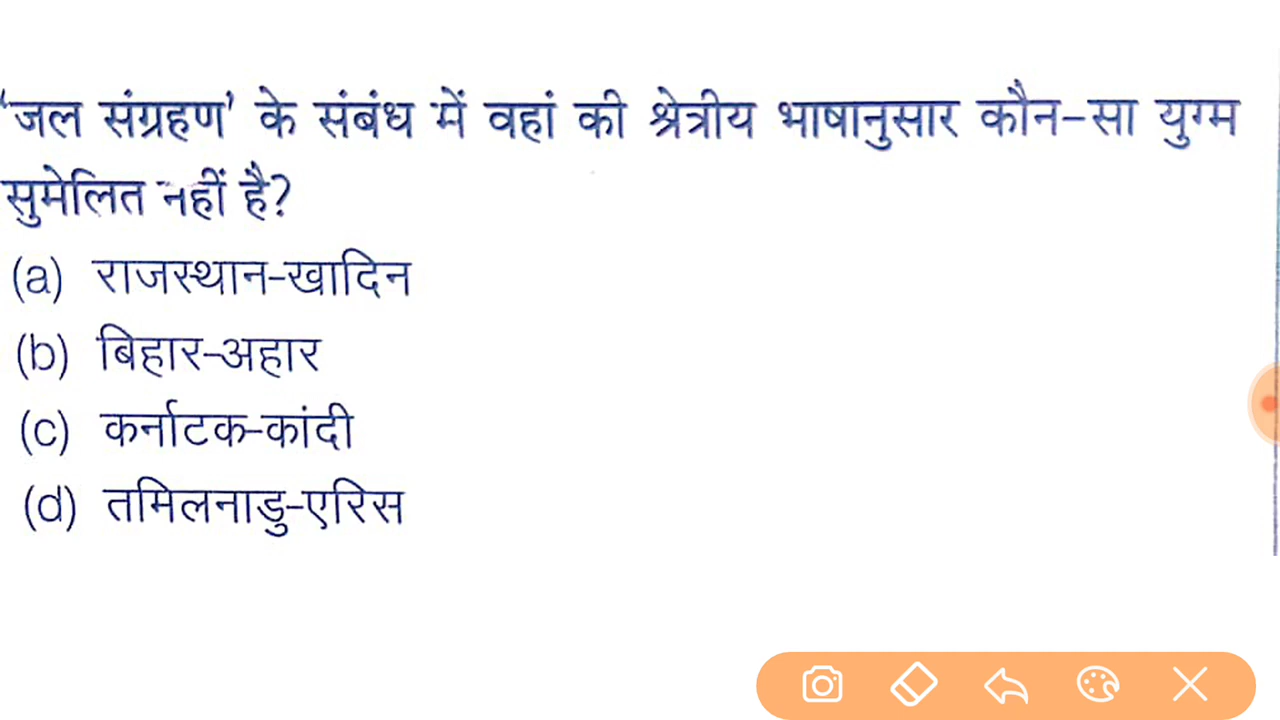 'जल संग्रहण' के संबंध में वहां की श्रेत्रीय भाषानुसार कौन-सा युग्म
सुमेलित नहीं है?
(a) राजस्थान-खादिन
(b) बिहार-अहार
(c) कर्नाटक-कांदी
(d) तमिलनाडु-एरिस